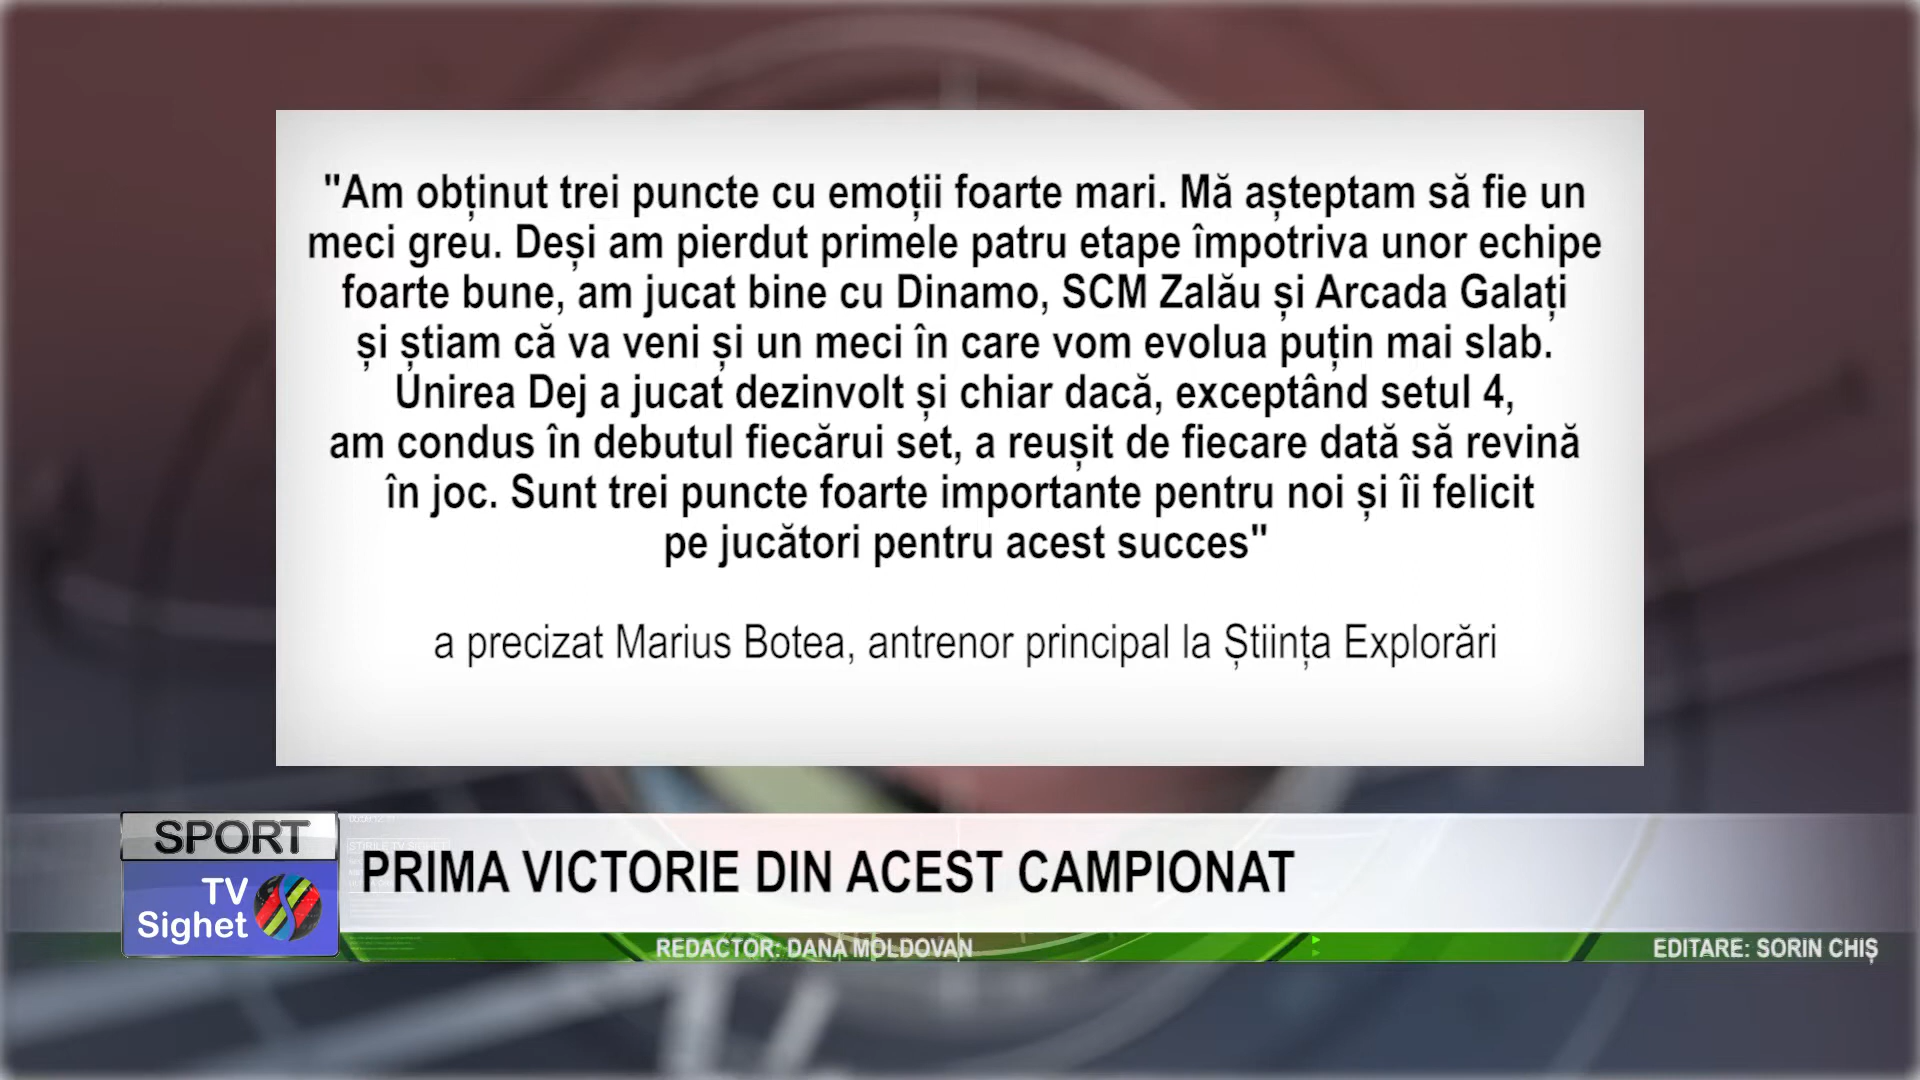 "Am obținut trei puncte cu emoții foarte mari. Mă așteptam să fie un
meci greu. Deși am pierdut primele patru etape împotriva unor echipe
foarte bune, am jucat bine cu Dinamo, SCM Zalău și Arcada Galați
și știam că va veni și un meci în care vom evolua puțin mai slab.
Unirea Dej a jucat dezinvolt și chiar dacă, exceptând setul 4,
am condus în debutul fiecărui set, a reușit de fiecare dată să revină
în joc. Sunt trei puncte foarte importante pentru noi și îi felicit
pe jucători pentru acest succes"
a precizat Marius Botea, antrenor principal la Știința Explorări
SPORT
TV
Sighet
PRIMA VICTORIE DIN ACEST CAMPIONAT
REDACTOR: DANA MOLDOVAN
EDITARE: SORIN CHIȘ